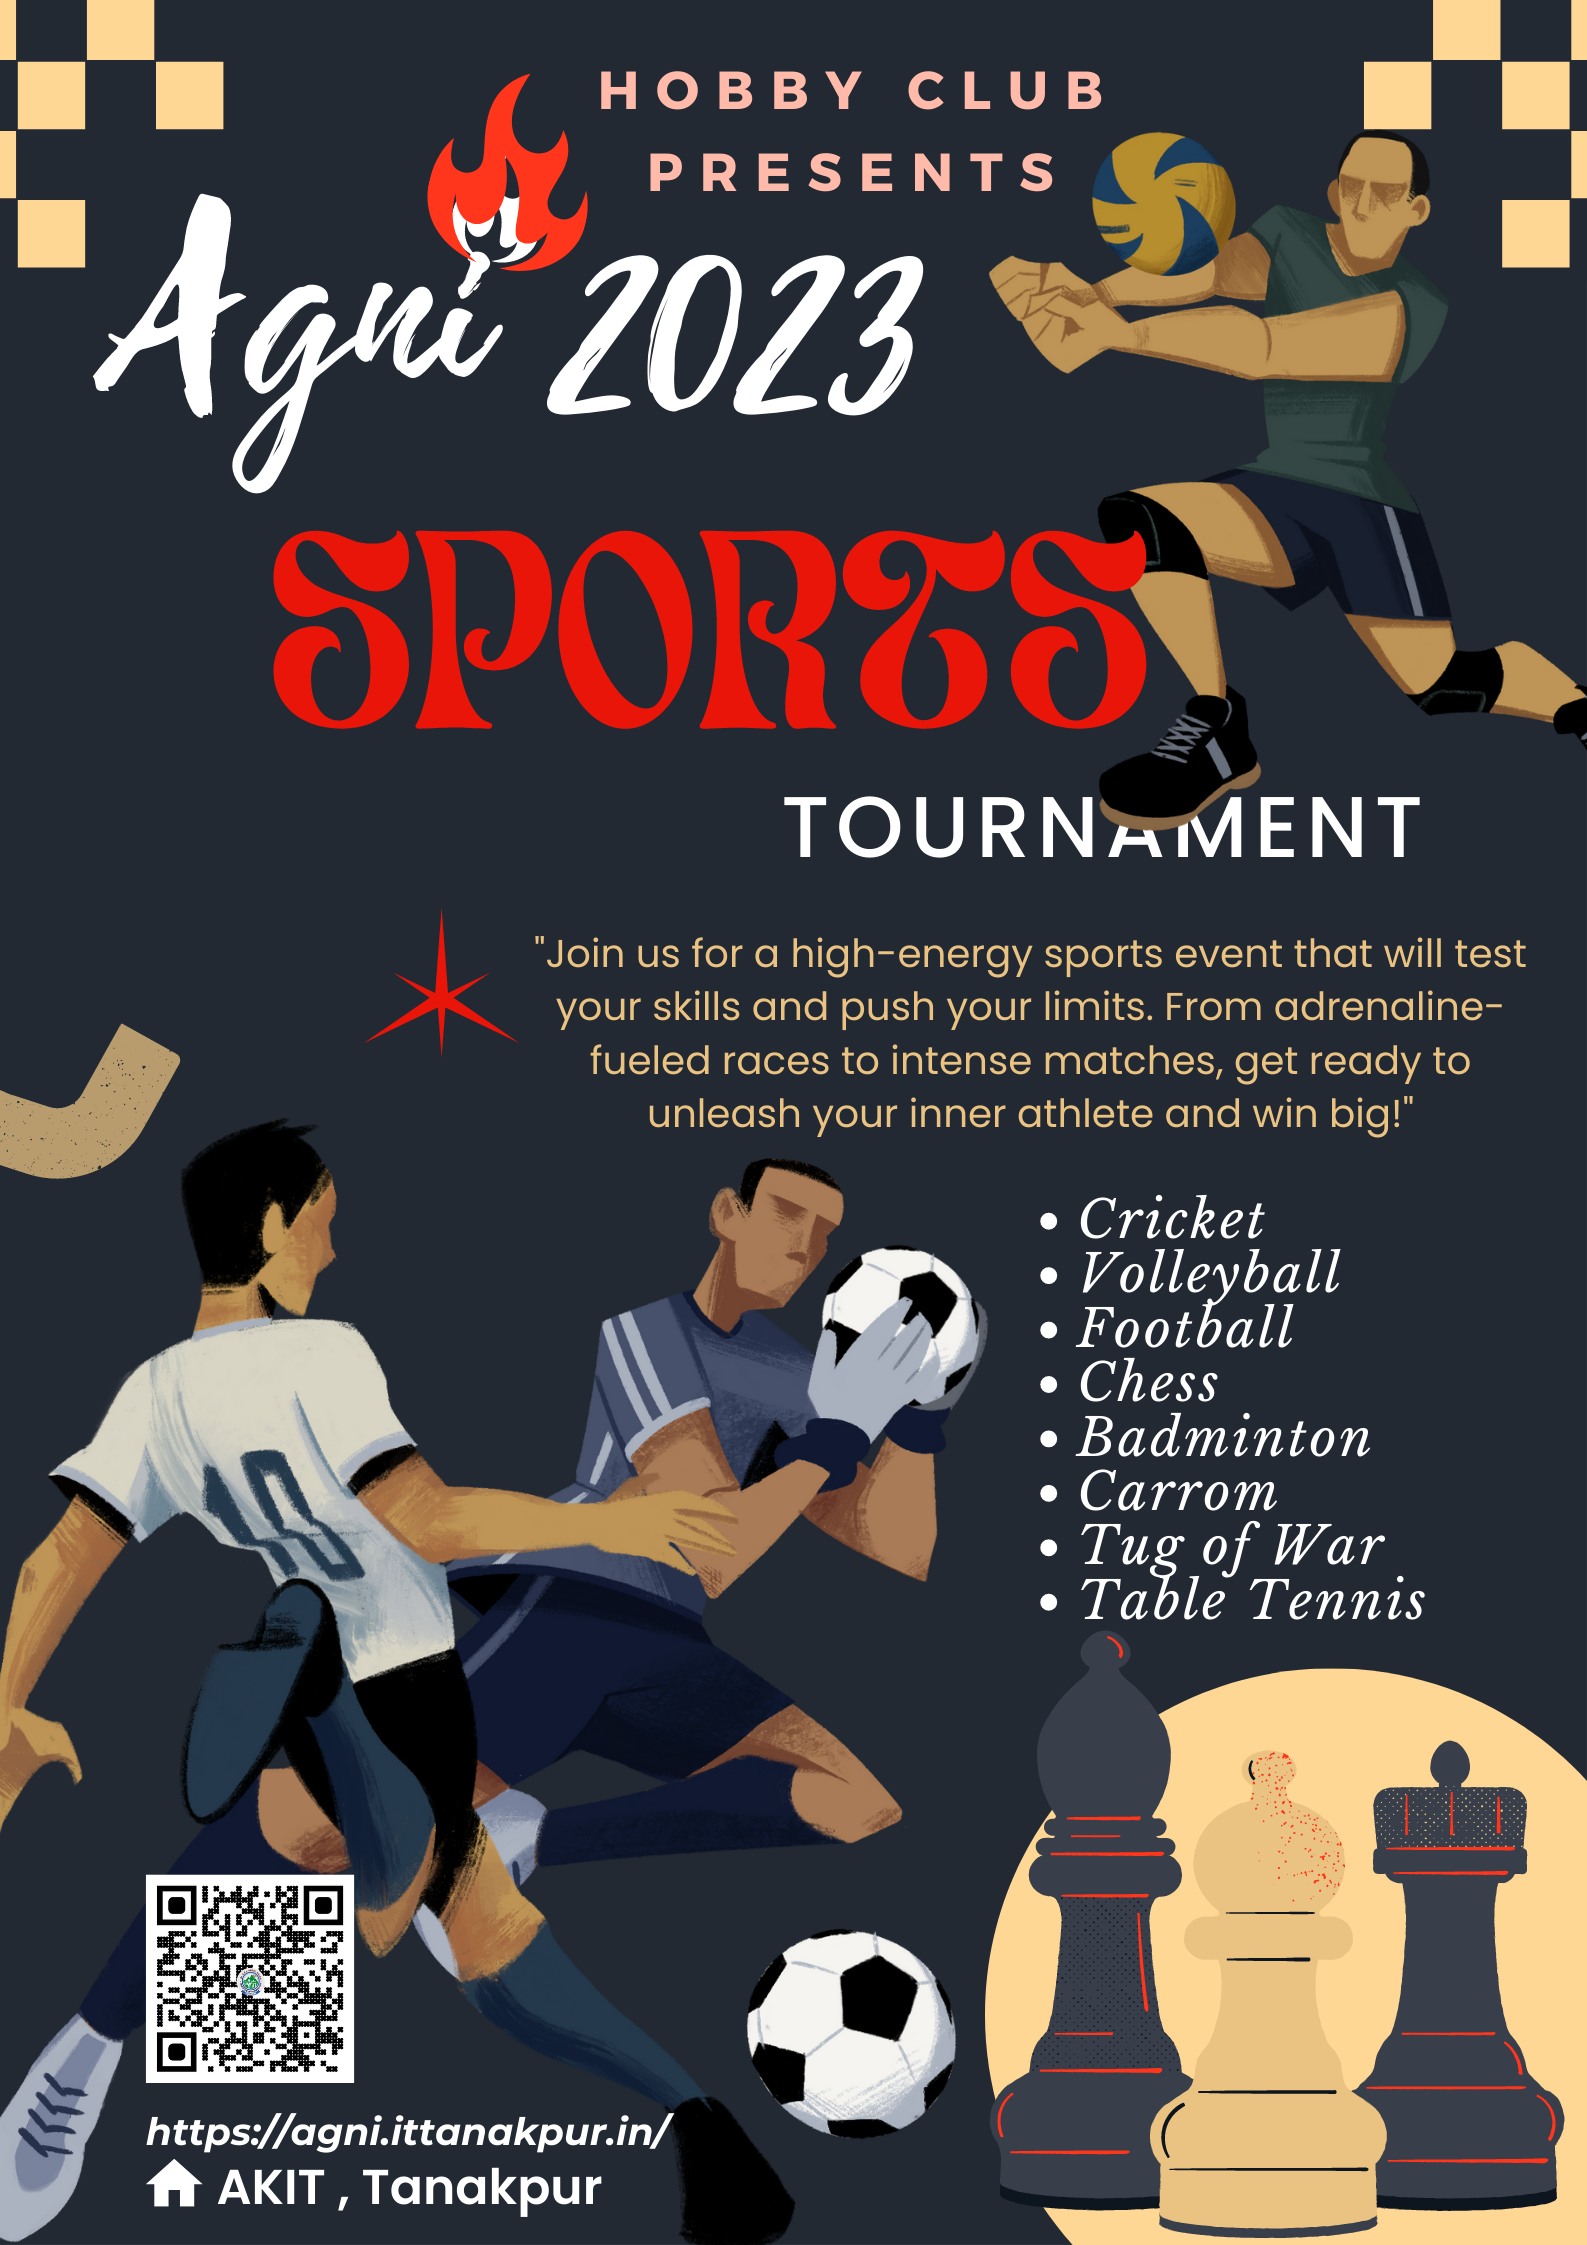 HOBBY CLUB
PRESENTS
Agni 2023
SPORTS
TOURNAMENT
"Join us for a high-energy sports event that will test
your skills and push your limits. From adrenaline-
fueled races to intense matches, get ready to
unleash your inner athlete and win big!"
• Cricket
• Volleyball
• Football
• Chess
• Badminton
• Carrom
• Tug of War
• Table Tennis
10
https://agni.ittanakpur.in/
AKIT , Tanakpur